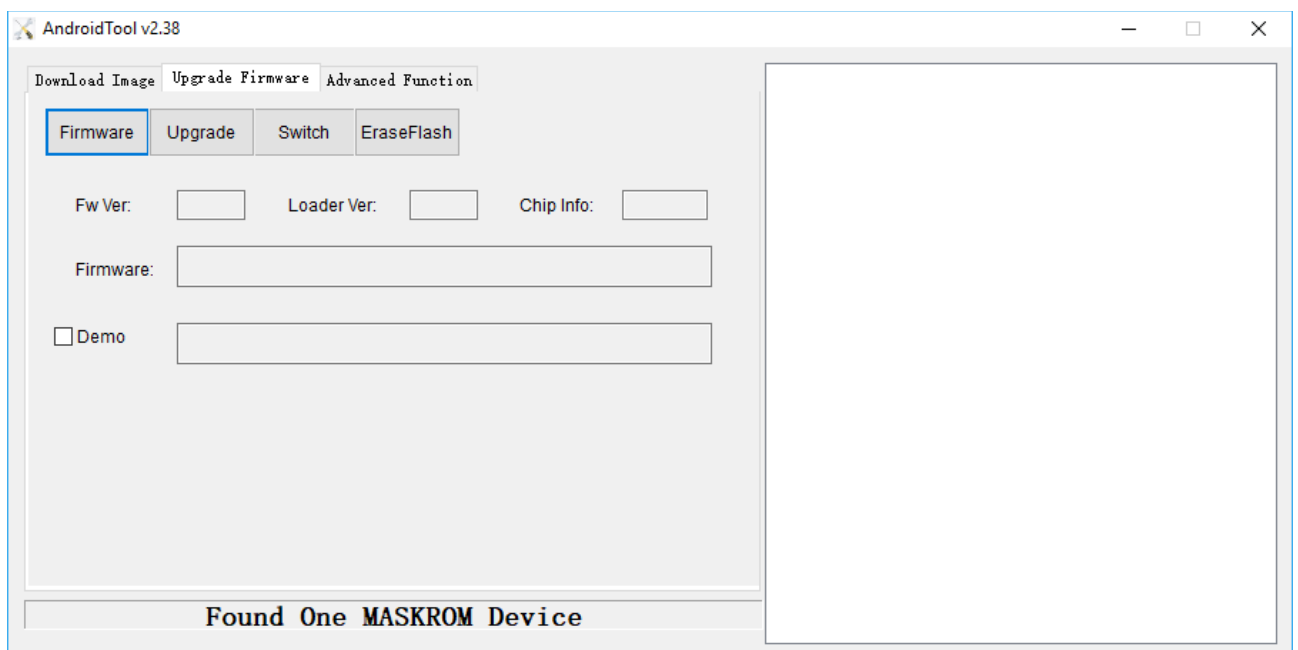 AndroidTool v2.38
Download Image Upgrade Firmware Advanced Function
Firmware Upgrade Switch EraseFlash
Fw Ver: Loader Ver: Chip Info:
Firmware:
Demo
Found One MASKROM Device